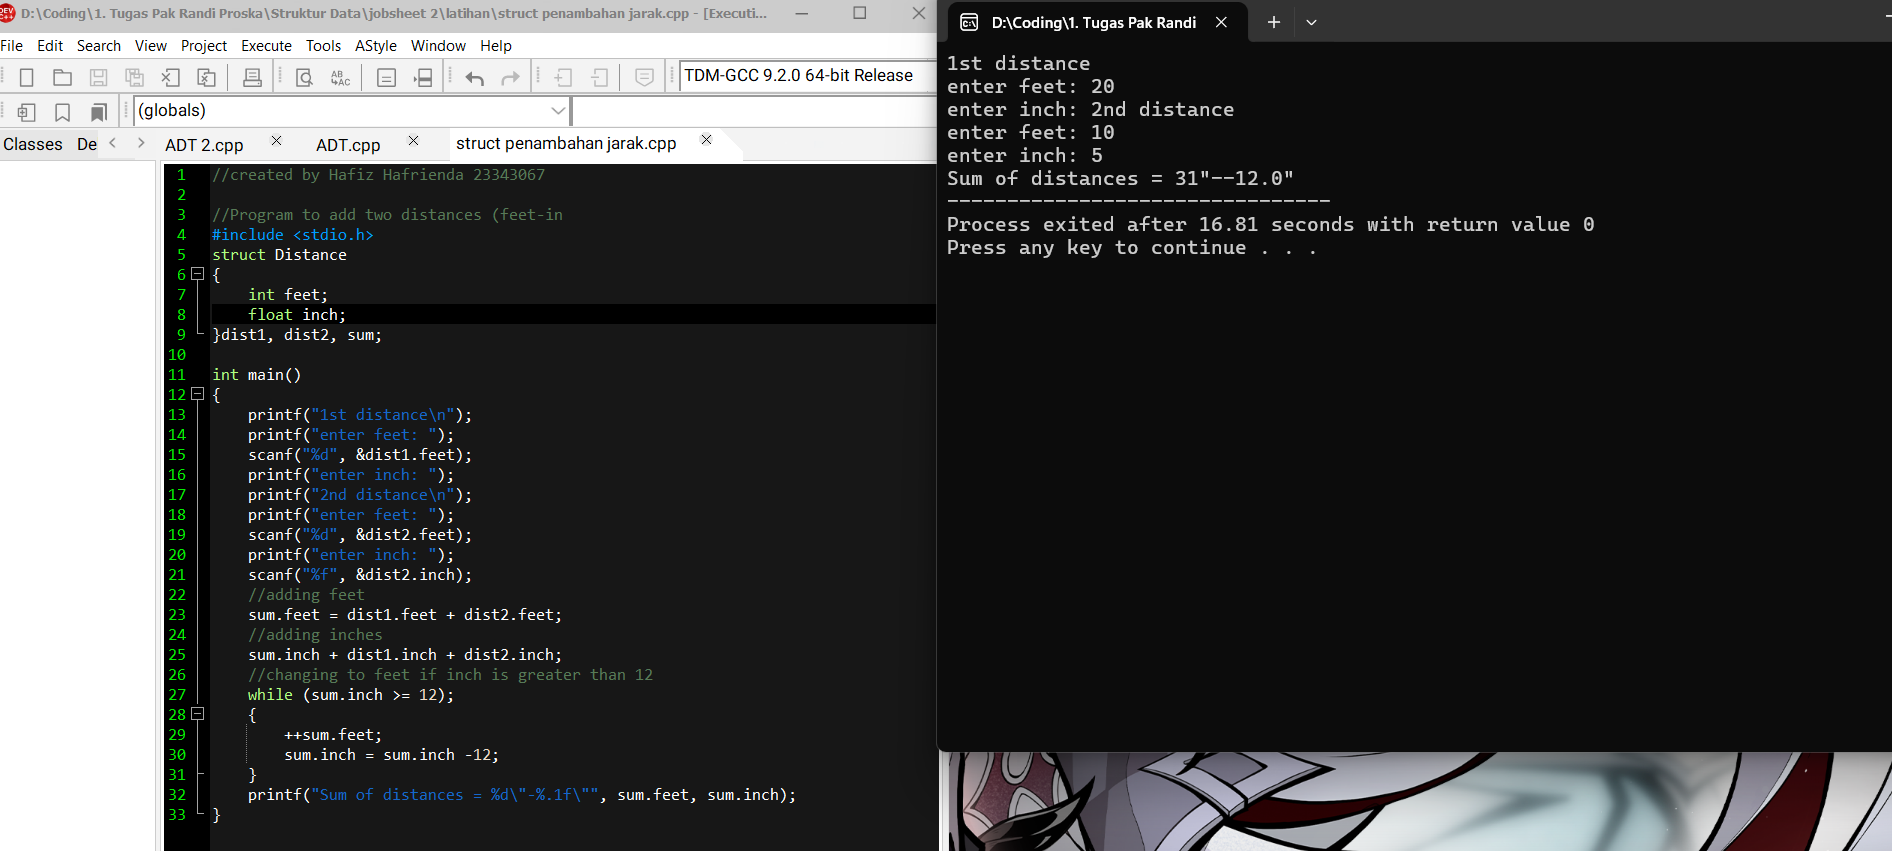 D:\Coding\1. Tugas Pak Randi Proska\Struktur Data\jobsheet 2\latihan\struct penambahan jarak.cpp - [Executi...
File Edit Search View Project Execute Tools AStyle Window Help
TDM-GCC 9.2.0 64-bit Release
(globals)
Classes De
ADT 2.cpp ADT.cpp struct penambahan jarak.cpp
1 //created by Hafiz Hafrienda 23343067
2
3 //Program to add two distances (feet-in
4 #include <stdio.h>
5 struct Distance
6 {
7 int feet;
8 float inch;
9 }dist1, dist2, sum;
10
11 int main()
12 {
13 printf("1st distance\n");
14 printf("enter feet: ");
15 scanf("%d", &dist1.feet);
16 printf("enter inch: ");
17 printf("2nd distance\n");
18 printf("enter feet: ");
19 scanf("%d", &dist2.feet);
20 printf("enter inch: ");
21 scanf("%f", &dist2.inch);
22 //adding feet
23 sum.feet = dist1.feet + dist2.feet;
24 //adding inches
25 sum.inch + dist1.inch + dist2.inch;
26 //changing to feet if inch is greater than 12
27 while (sum.inch >= 12);
28 {
29 ++sum.feet;
30 sum.inch = sum.inch -12;
31 }
32 printf("Sum of distances = %d\"-%.1f\"", sum.feet, sum.inch);
33 }
D:\Coding\1. Tugas Pak Randi
1st distance
enter feet: 20
enter inch: 2nd distance
enter feet: 10
enter inch: 5
Sum of distances = 31"--12.0"
--------------------------------
Process exited after 16.81 seconds with return value 0
Press any key to continue . . .